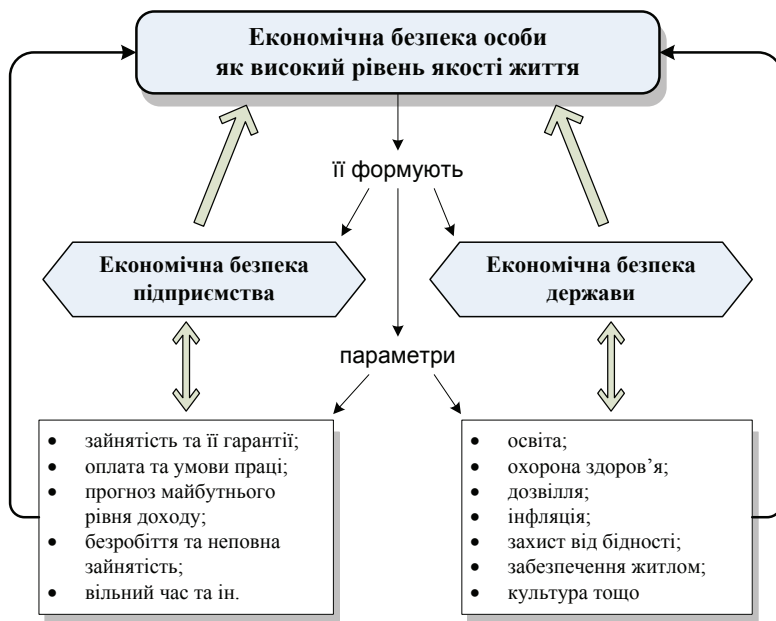 Економічна безпека особи
як високий рівень якості життя
її формують
Економічна безпека
підприємства
Економічна безпека
держави
параметри
• зайнятість та її гарантії;
• оплата та умови праці;
• прогноз майбутнього
рівня доходу;
• безробіття та неповна
зайнятість;
• вільний час та ін.
• освіта;
• охорона здоров’я;
• дозвілля;
• інфляція;
• захист від бідності;
• забезпечення житлом;
• культура тощо